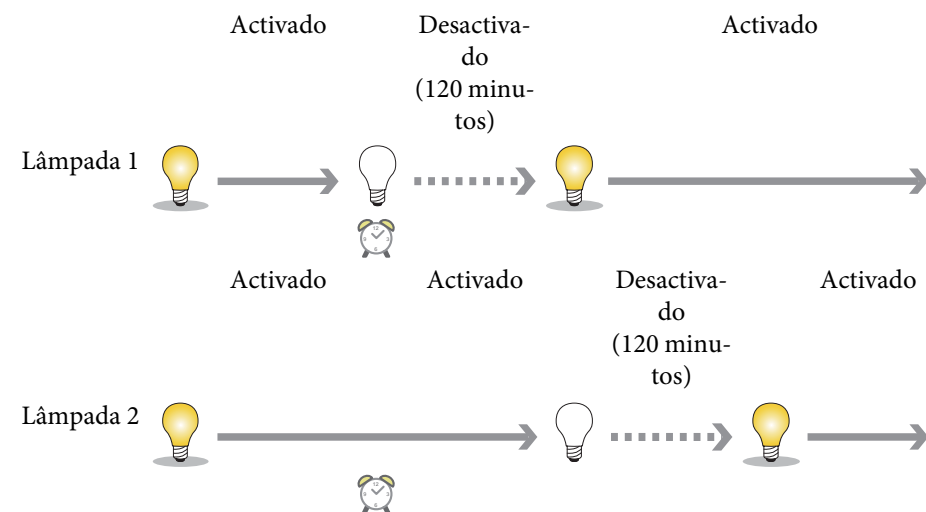 Activado Desactiva- Activado
do
(120 minu-
tos)
Lâmpada 1
Activado Activado Desactiva- Activado
do
(120 minu-
tos)
Lâmpada 2